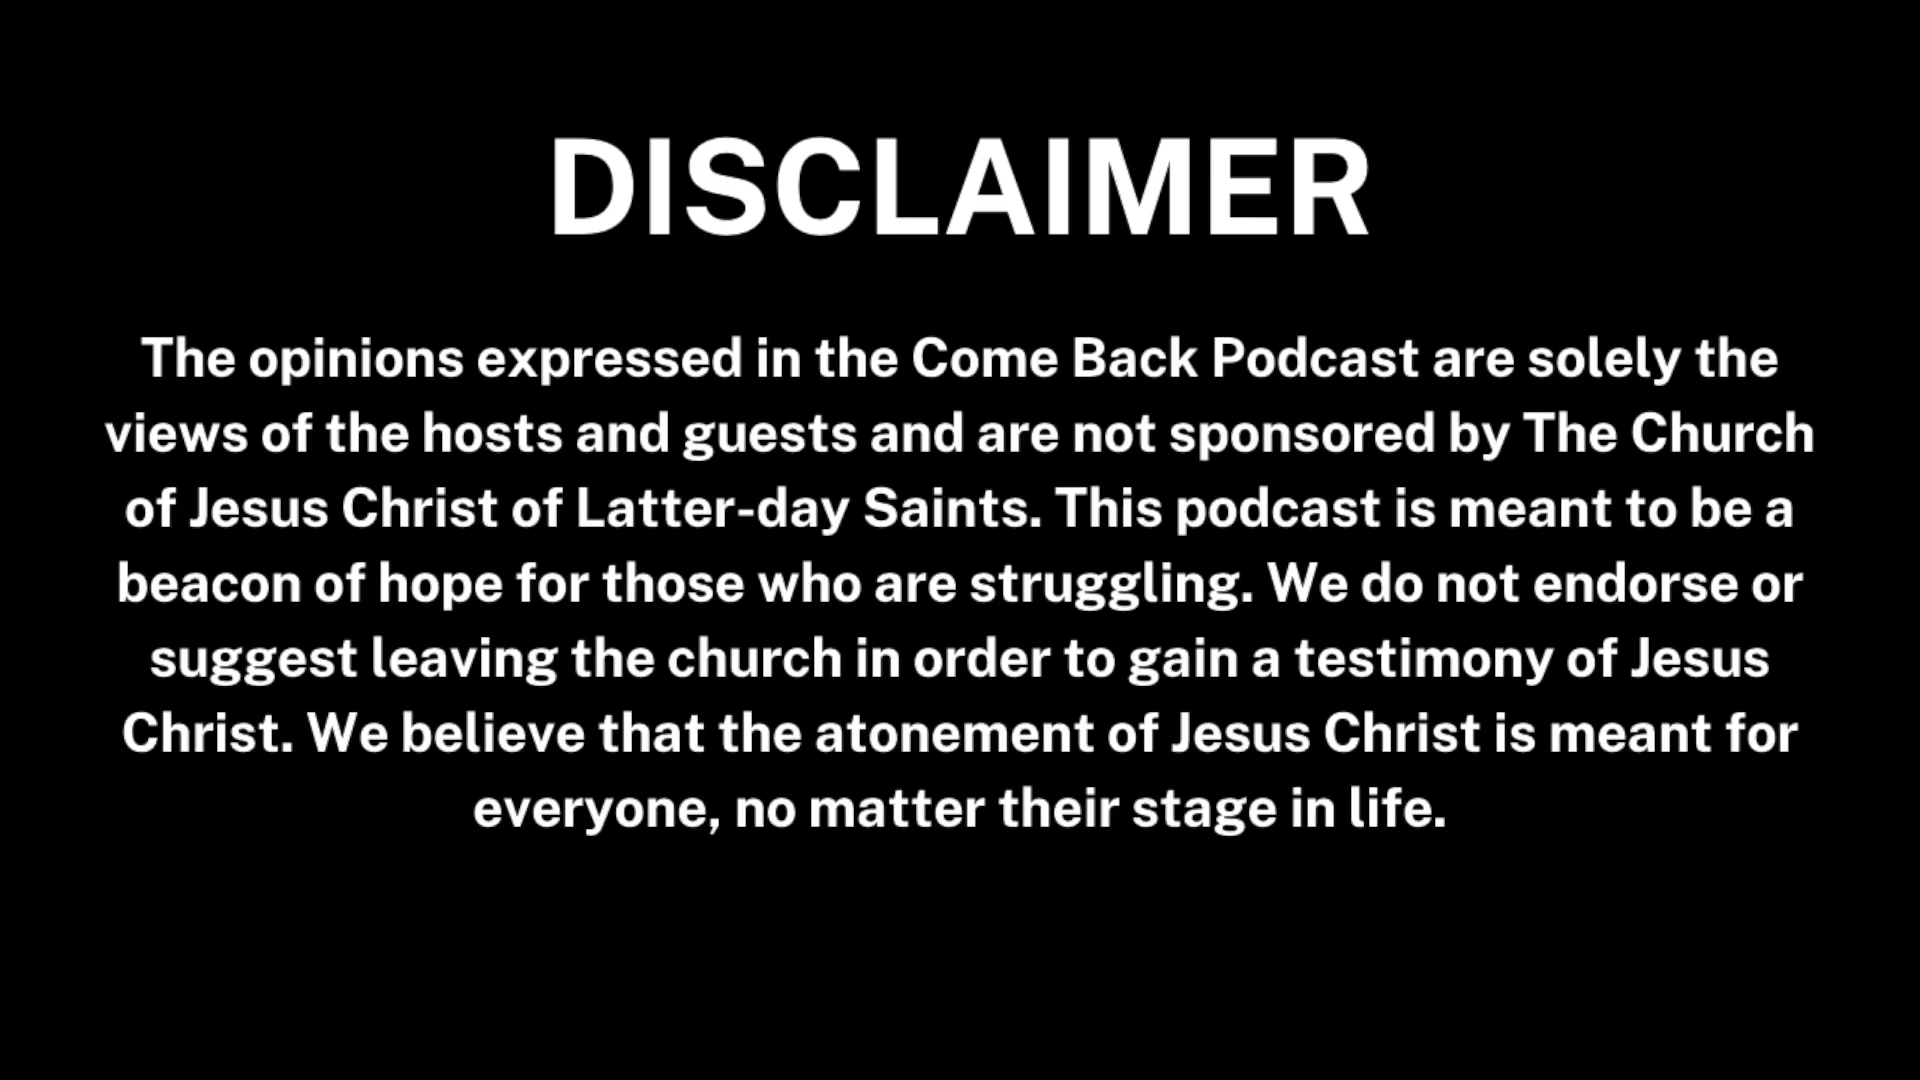 DISCLAIMER
The opinions expressed in the Come Back Podcast are solely the
views of the hosts and guests and are not sponsored by The Church
of Jesus Christ of Latter-day Saints. This podcast is meant to be a
beacon of hope for those who are struggling. We do not endorse or
suggest leaving the church in order to gain a testimony of Jesus
Christ. We believe that the atonement of Jesus Christ is meant for
everyone, no matter their stage in life.